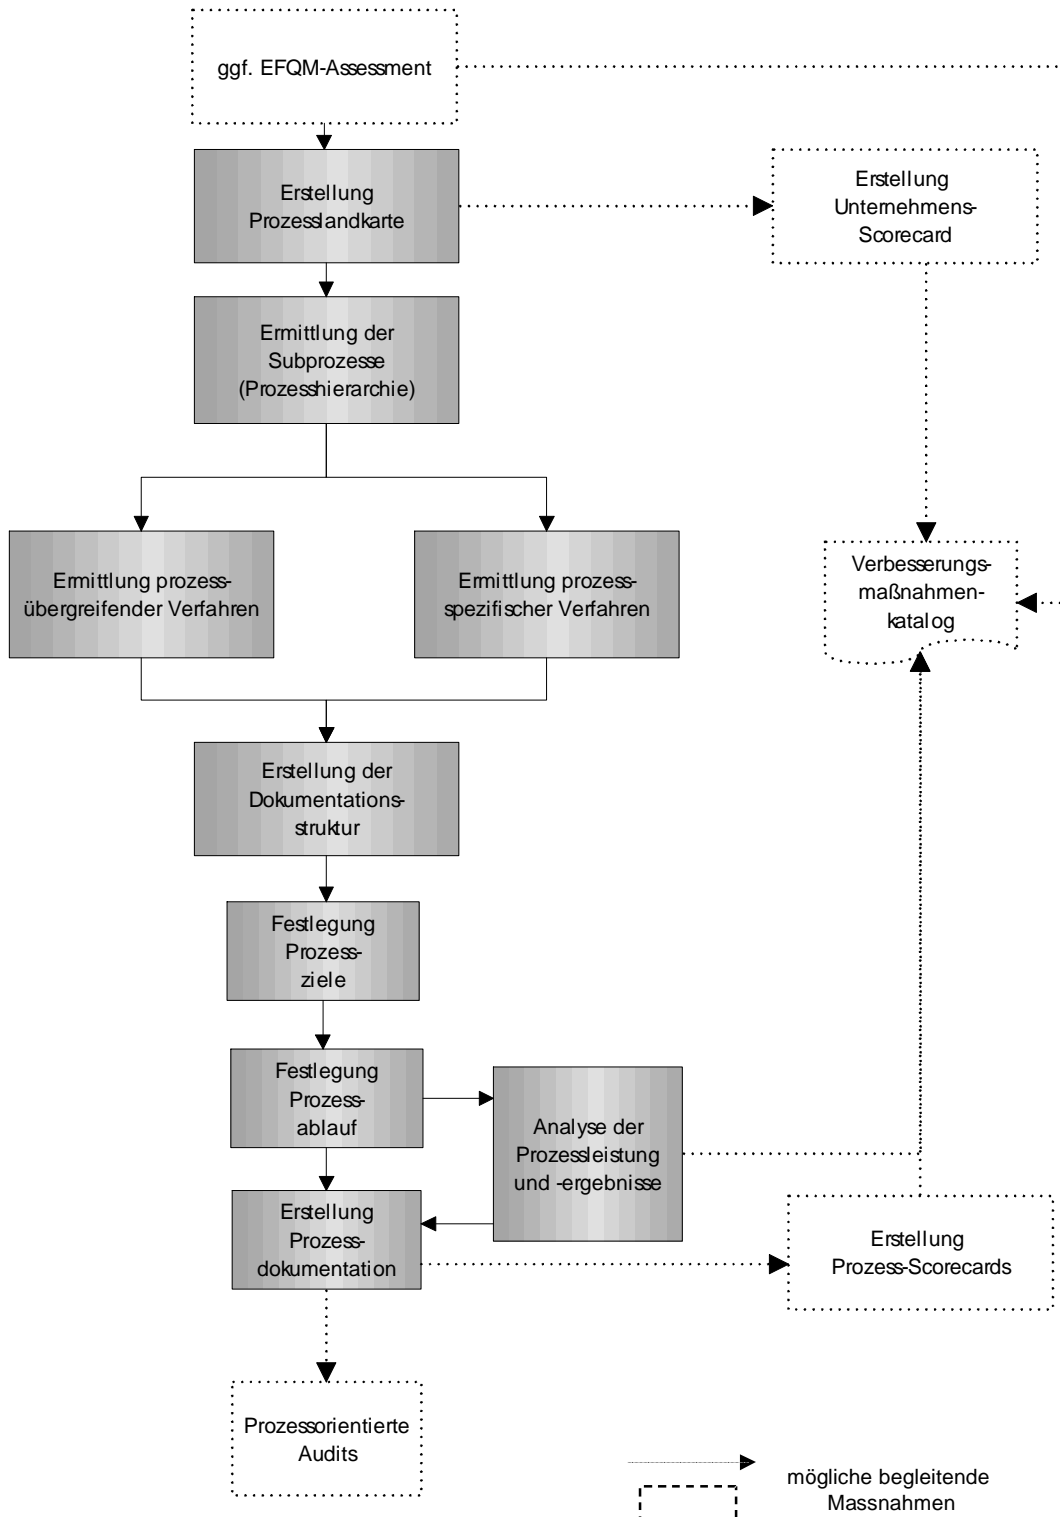 ggf. EFQM-Assessment
Erstellung
Prozesslandkarte
Erstellung
Unternehmens-
Scorecard
Ermittlung der
Subprozesse
(Prozesshierarchie)
Ermittlung prozess-
übergreifender Verfahren
Ermittlung prozess-
spezifischer Verfahren
Verbesserungs-
maßnahmen-
katalog
Erstellung der
Dokumentations-
struktur
Festlegung
Prozess-
ziele
Festlegung
Prozess-
ablauf
Analyse der
Prozessleistung
und -ergebnisse
Erstellung
Prozess-
dokumentation
Erstellung
Prozess-Scorecards
Prozessorientierte
Audits
mögliche begleitende
Massnahmen